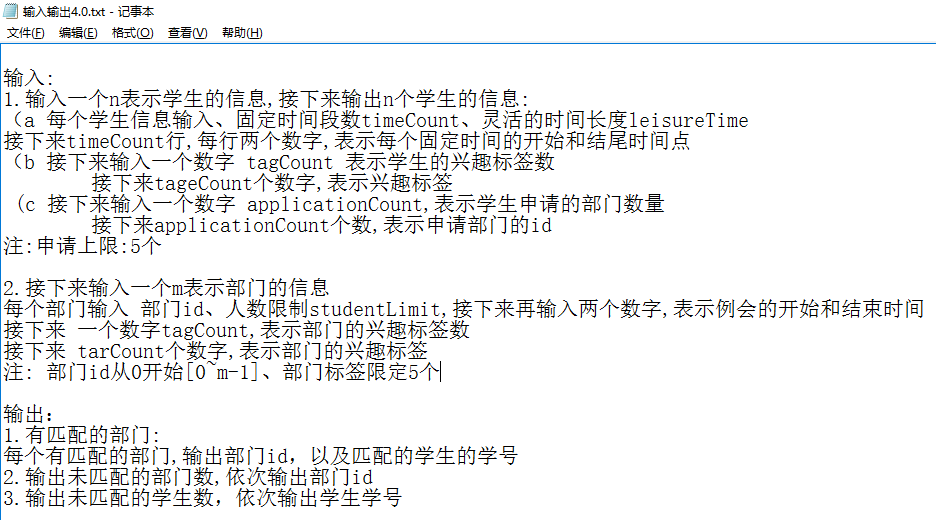 输入输出4.0.txt - 记事本
文件(F) 编辑(E) 格式(O) 查看(V) 帮助(H)
输入:
1.输入一个n表示学生的信息,接下来输出n个学生的信息:
（a 每个学生信息输入、固定时间段数timeCount、灵活的时间长度leisureTime
接下来timeCount行,每行两个数字,表示每个固定时间的开始和结尾时间点
（b 接下来输入一个数字 tagCount 表示学生的兴趣标签数
接下来tageCount个数字,表示兴趣标签
（c 接下来输入一个数字 applicationCount,表示学生申请的部门数量
接下来applicationCount个数,表示申请部门的id
注:申请上限:5个
2.接下来输入一个m表示部门的信息
每个部门输入 部门id、人数限制studentLimit,接下来再输入两个数字,表示例会的开始和结束时间
接下来 一个数字tagCount,表示部门的兴趣标签数
接下来 tarCount个数字,表示部门的兴趣标签
注: 部门id从0开始[0~m-1]、部门标签限定5个
输出：
1.有匹配的部门:
每个有匹配的部门,输出部门id，以及匹配的学生的学号
2.输出未匹配的部门数,依次输出部门id
3.输出未匹配的学生数，依次输出学生学号